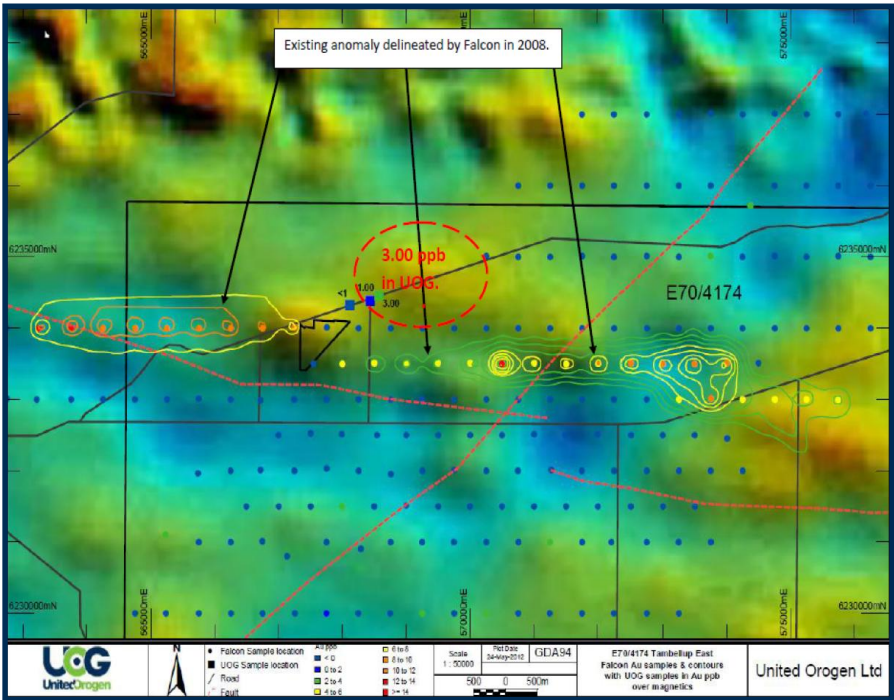 565000mE
575000mE
Existing anomaly delineated by Falcon in 2008.
6235000mN
6235000mN
3.00 ppb
in UOG.
E70/4174
<1
1.00
3.00
6230000mN
565000mE
570000mE
575000mE
6230000mN
UOG
UnitedOrogen
N
Falcon Sample location
UOG Sample location
Road
Fault
Au ppb
< 0
0 to 2
2 to 4
4 to 6
6 to 8
8 to 10
10 to 12
12 to 14
>= 14
Scale
1 : 50000
Plot Date
24-May-2012
GDA94
500 0 500m
E70/4174 Tambellup East
Falcon Au samples & contours
with UOG samples in Au ppb
over magnetics
United Orogen Ltd